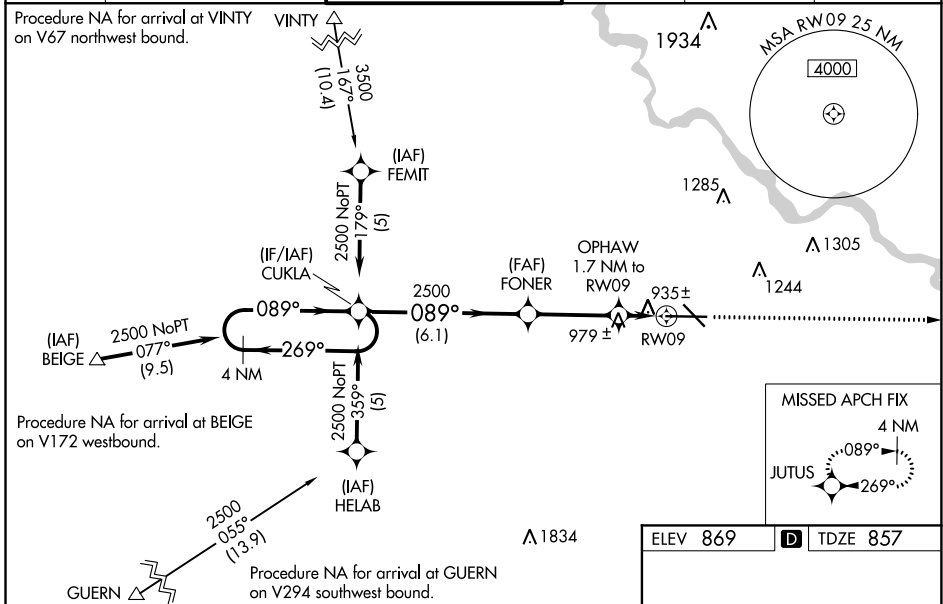 Procedure NA for arrival at VINTY
on V67 northwest bound.
VINTY
3500
167°
(10.4)
1934
MSA RW09 25 NM
4000
(IAF)
FEMIT
2500 NoPT
179°
(5)
1285
1305
1244
(IF/IAF)
CUKLA
(FAF)
FONER
OPHAW
1.7 NM to
RW09
935±
979 ±
RW09
2500
089°
(6.1)
089°
269°
4 NM
(IAF)
BEIGE
2500 NoPT
077°
(9.5)
2500 NoPT
359°
(5)
Procedure NA for arrival at BEIGE
on V172 westbound.
(IAF)
HELAB
MISSED APCH FIX
4 NM
089°
JUTUS
269°
2500
055°
(13.9)
GUERN
1834
Procedure NA for arrival at GUERN
on V294 southwest bound.
ELEV 869 D TDZE 857